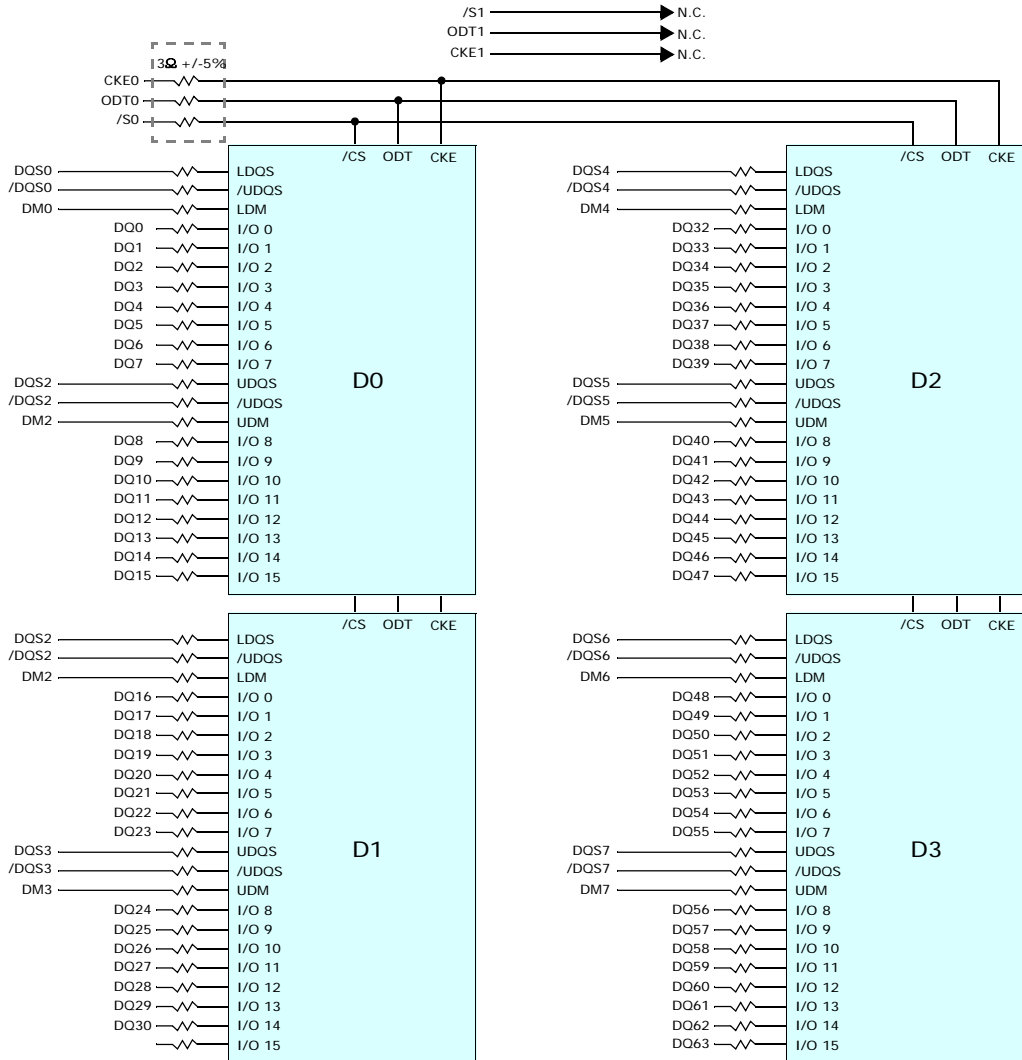 /S1 N.C.
ODT1 N.C.
CKE1 N.C.
3Ω +/-5%
CKE0
ODT0
/S0
/CS ODT CKE
DQS0 LDQS
/DQS0 /UDQS
DM0 LDM
DQ0 I/O 0
DQ1 I/O 1
DQ2 I/O 2
DQ3 I/O 3
DQ4 I/O 4
DQ5 I/O 5
DQ6 I/O 6
DQ7 I/O 7
D0
DQS2 UDQS
/DQS2 /UDQS
DM2 UDM
DQ8 I/O 8
DQ9 I/O 9
DQ10 I/O 10
DQ11 I/O 11
DQ12 I/O 12
DQ13 I/O 13
DQ14 I/O 14
DQ15 I/O 15
/CS ODT CKE
DQS2 LDQS
/DQS2 /UDQS
DM2 LDM
DQ16 I/O 0
DQ17 I/O 1
DQ18 I/O 2
DQ19 I/O 3
DQ20 I/O 4
DQ21 I/O 5
DQ22 I/O 6
DQ23 I/O 7
D1
DQS3 UDQS
/DQS3 /UDQS
DM3 UDM
DQ24 I/O 8
DQ25 I/O 9
DQ26 I/O 10
DQ27 I/O 11
DQ28 I/O 12
DQ29 I/O 13
DQ30 I/O 14
I/O 15
/CS ODT CKE
DQS4 LDQS
/DQS4 /UDQS
DM4 LDM
DQ32 I/O 0
DQ33 I/O 1
DQ34 I/O 2
DQ35 I/O 3
DQ36 I/O 4
DQ37 I/O 5
DQ38 I/O 6
DQ39 I/O 7
D2
DQS5 UDQS
/DQS5 /UDQS
DM5 UDM
DQ40 I/O 8
DQ41 I/O 9
DQ42 I/O 10
DQ43 I/O 11
DQ44 I/O 12
DQ45 I/O 13
DQ46 I/O 14
DQ47 I/O 15
/CS ODT CKE
DQS6 LDQS
/DQS6 /UDQS
DM6 LDM
DQ48 I/O 0
DQ49 I/O 1
DQ50 I/O 2
DQ51 I/O 3
DQ52 I/O 4
DQ53 I/O 5
DQ54 I/O 6
DQ55 I/O 7
D3
DQS7 UDQS
/DQS7 /UDQS
DM7 UDM
DQ56 I/O 8
DQ57 I/O 9
DQ58 I/O 10
DQ59 I/O 11
DQ60 I/O 12
DQ61 I/O 13
DQ62 I/O 14
DQ63 I/O 15